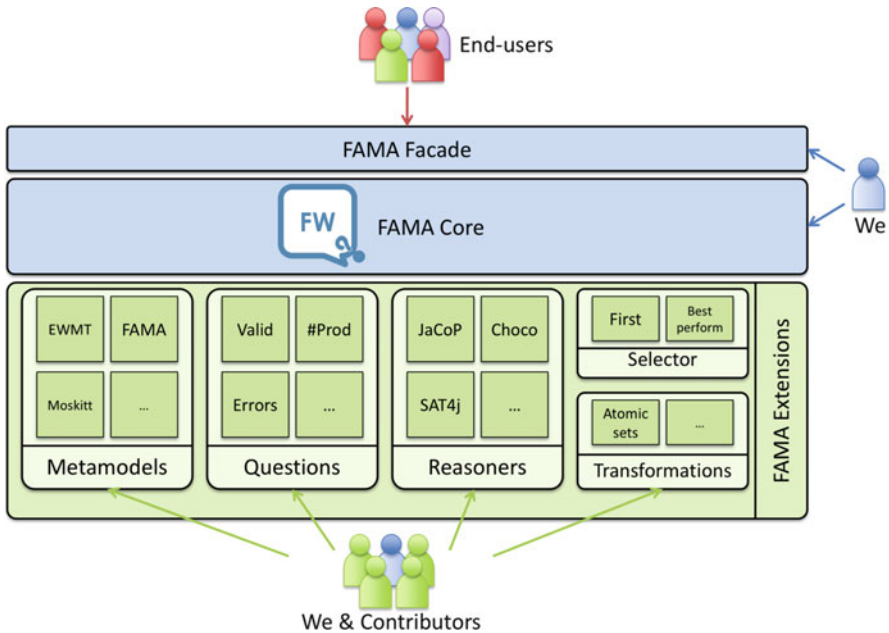 End-users
FAMA Facade
We
FW
FAMA Core
EWMT
FAMA
Moskitt
...
Metamodels
Valid
#Prod
Errors
...
Questions
JaCoP
Choco
SAT4j
...
Reasoners
First
Best
perform
Selector
Atomic
sets
...
Transformations
FAMA Extensions
We & Contributors